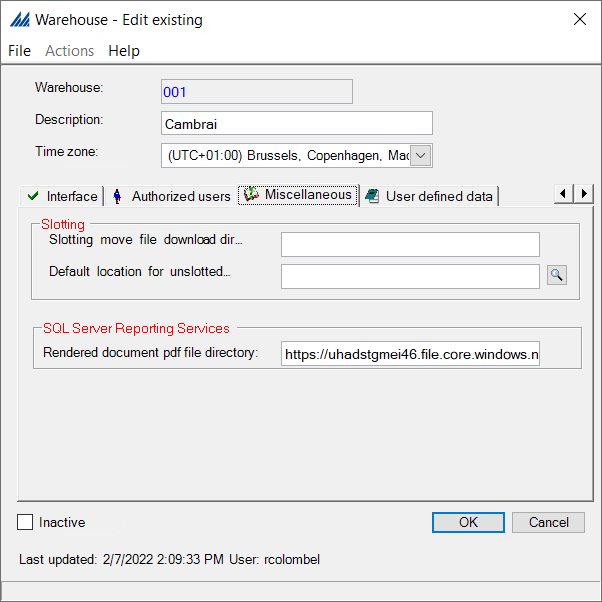 Warehouse - Edit existing
File Actions Help
Warehouse: 001
Description: Cambrai
Time zone: (UTC+01:00) Brussels, Copenhagen, Mad
Interface Authorized users Miscellaneous User defined data
Slotting
Slotting move file download dir...
Default location for unslotted...
SQL Server Reporting Services
Rendered document pdf file directory: https://uhadstgmei46.file.core.windows.n
Inactive OK Cancel
Last updated: 2/7/2022 2:09:33 PM User: rcolombel